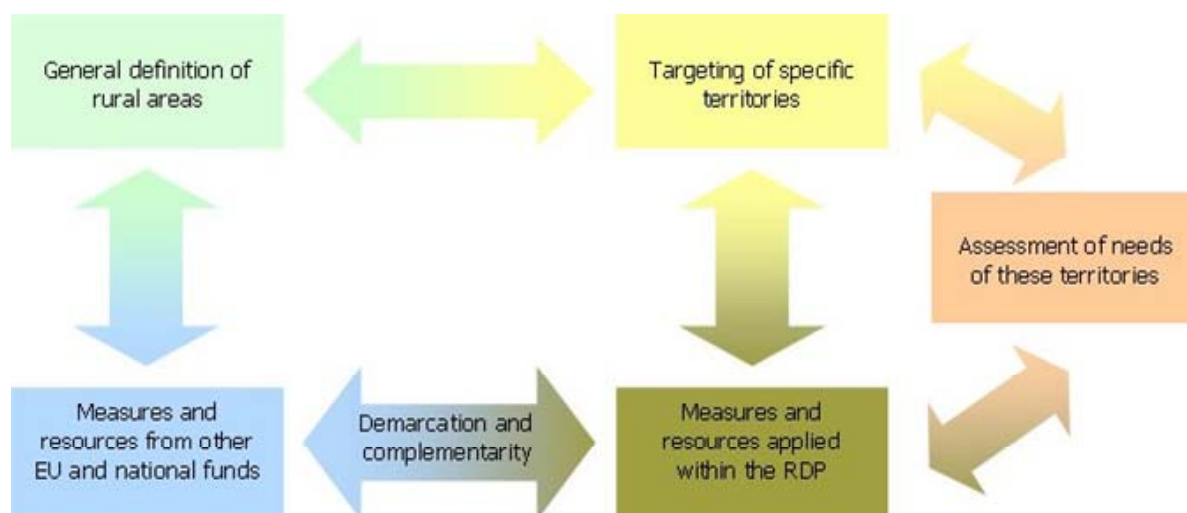 General definition of
rural areas
Targeting of specific
territories
Assessment of needs
of these territories
Measures and
resources from other
EU and national funds
Demarcation and
complementarity
Measures and
resources applied
within the RDP